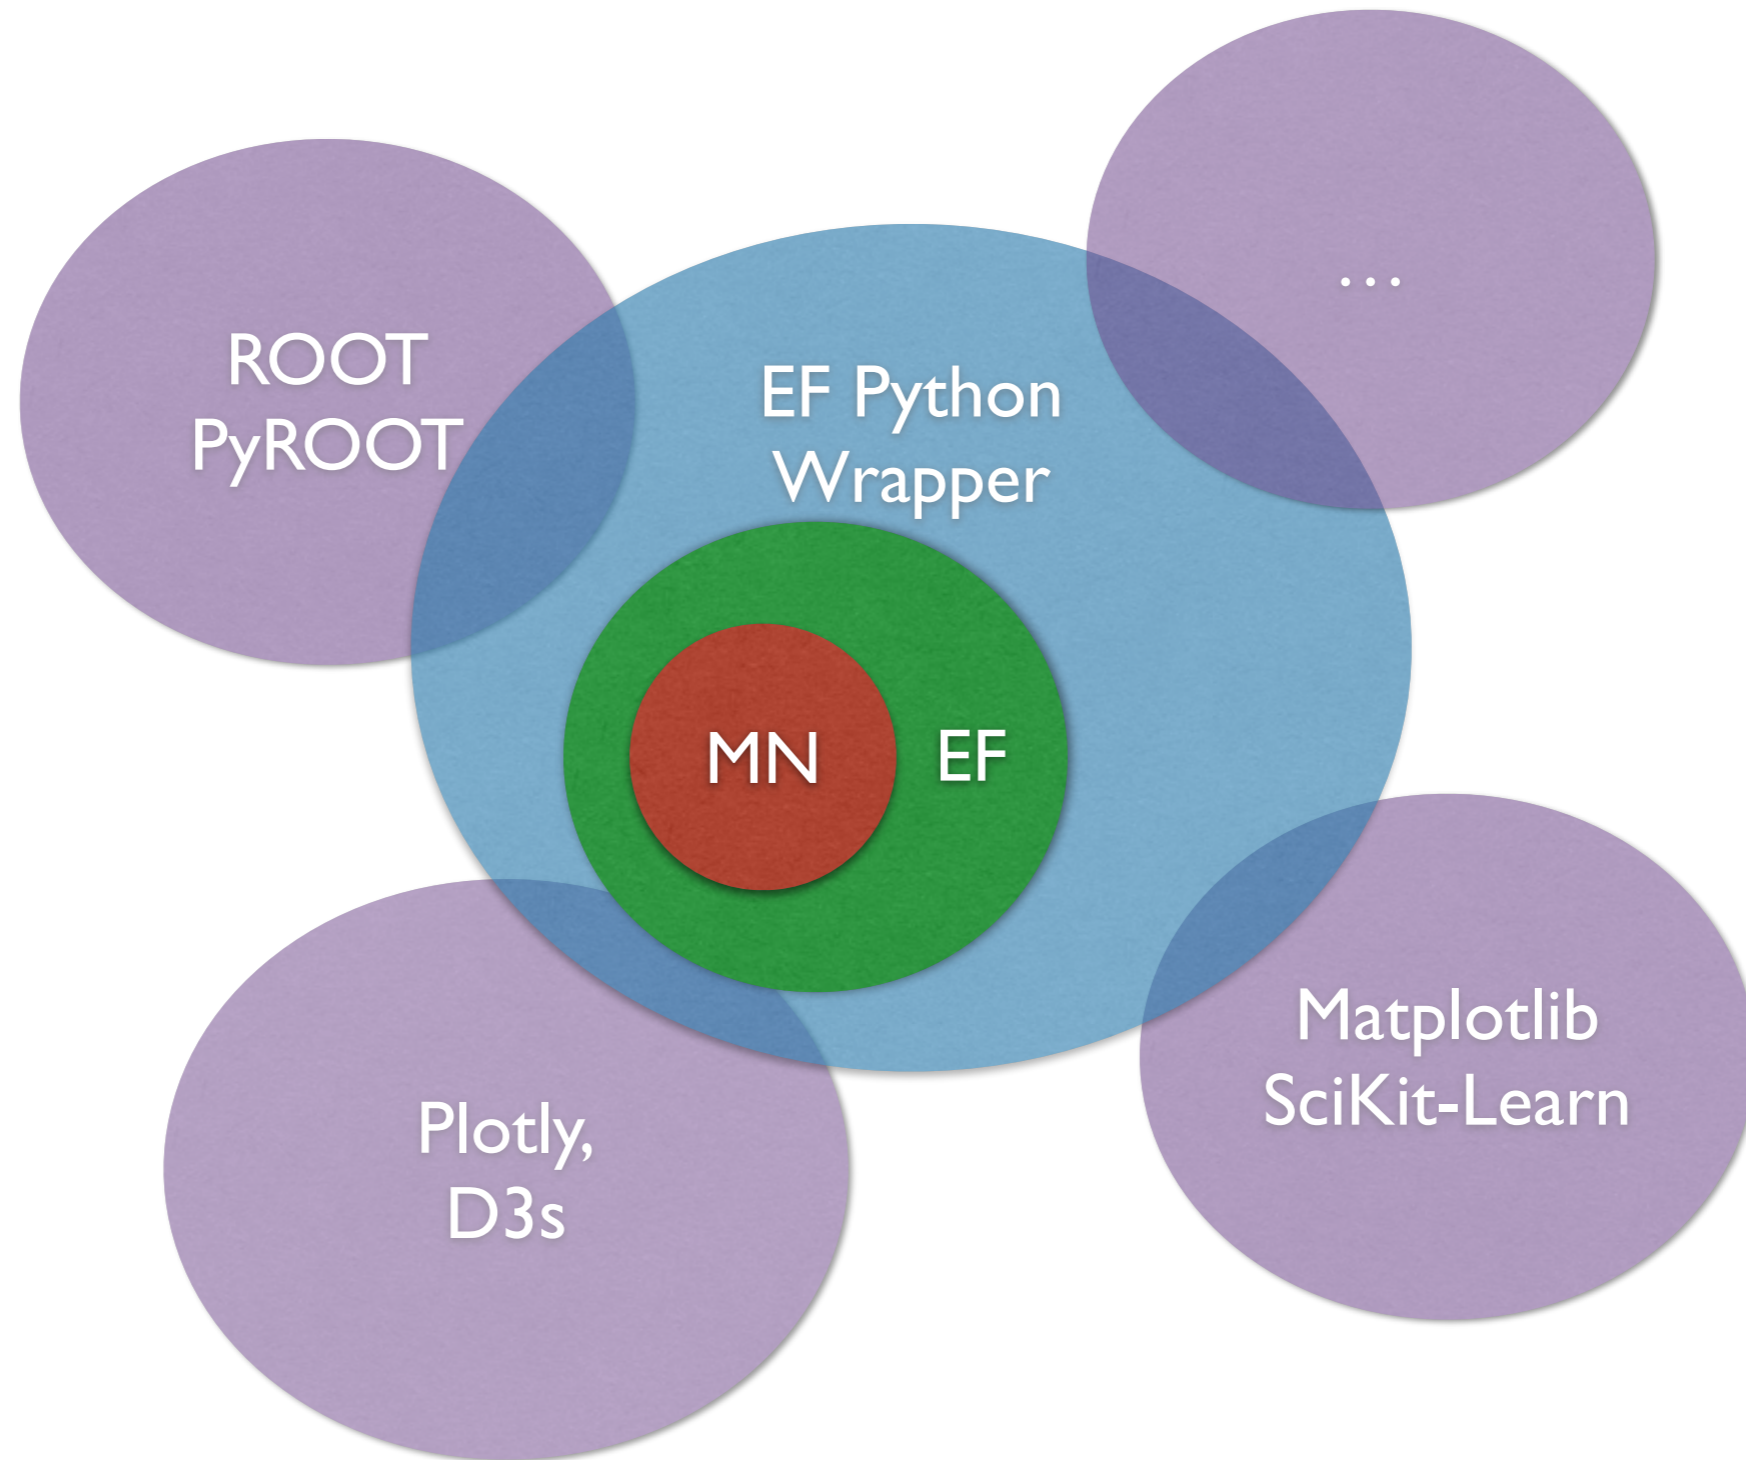 ROOT
PyROOT
…
EF Python
Wrapper
MN
EF
Matplotlib
SciKit-Learn
Plotly,
D3s